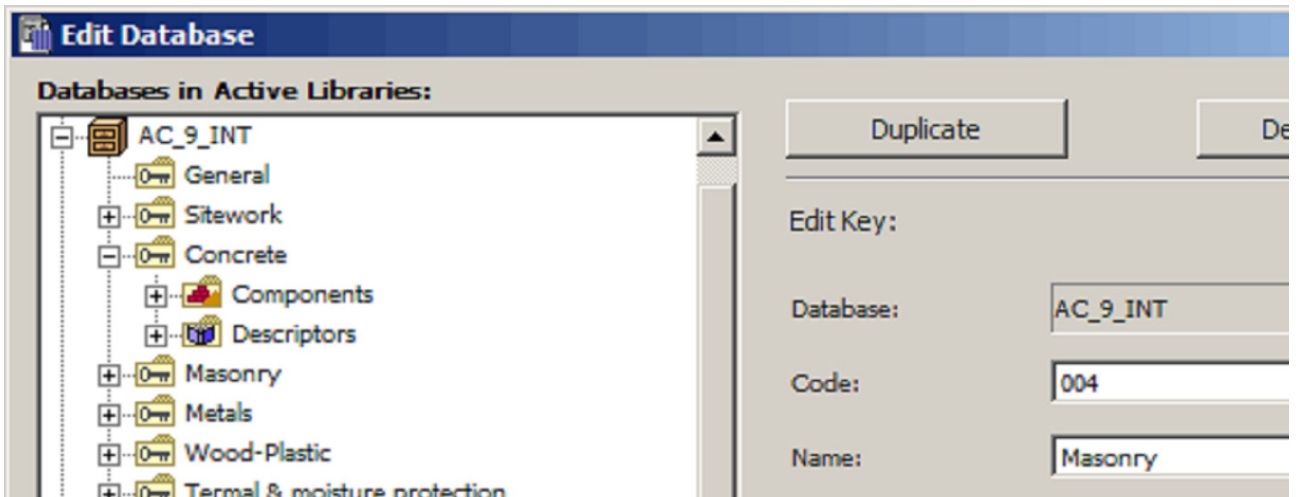 Edit Database
Databases in Active Libraries:
AC_9_INT
General
Sitework
Concrete
Components
Descriptors
Masonry
Metals
Wood-Plastic
Termal & moisture protection
Duplicate
De
Edit Key:
Database: AC_9_INT
Code: 004
Name: Masonry